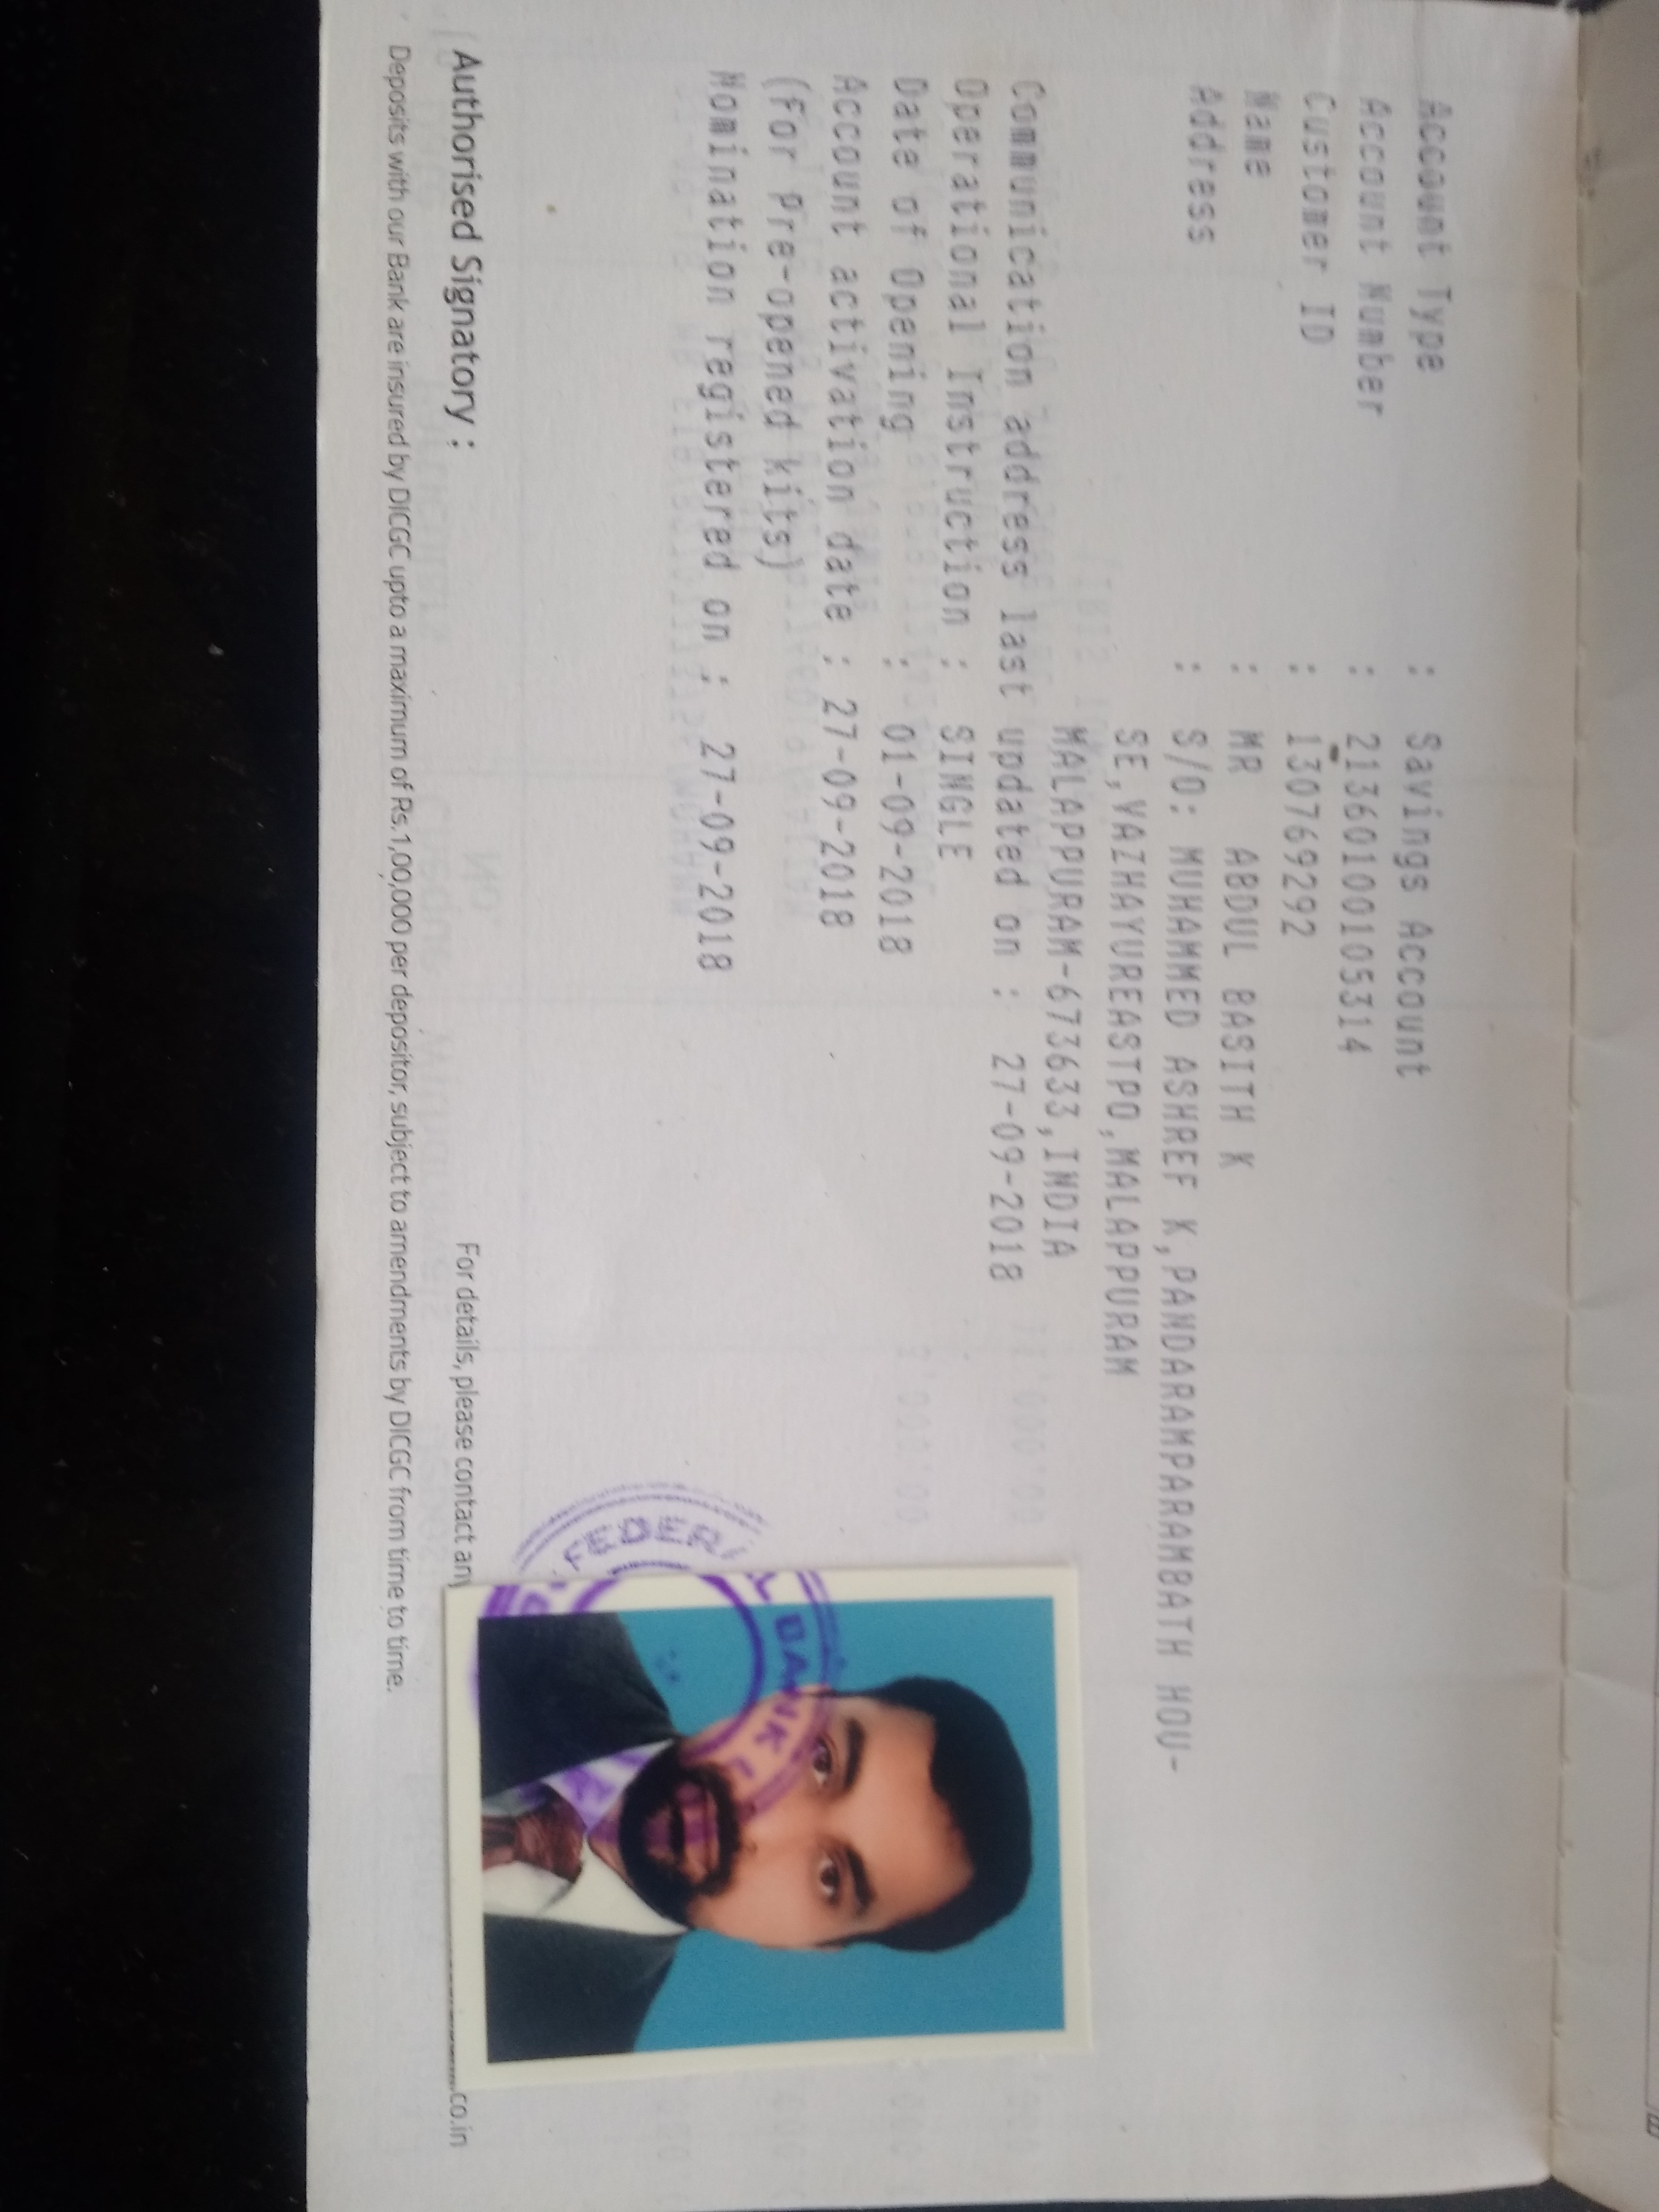 Account Type : Savings Account
Account Number : 21360100105314
Customer ID : 130769292
Name : MR ABDUL BASITH K
Address : S/O: MUHAMMED ASHREF K,PANDARAMPARAMBATH HOU-
SE,VAZHAYUREASTPO,MALAPPURAM
MALAPPURAM-673633,INDIA
Communication address last updated on : 27-09-2018
Operational Instruction : SINGLE
Date of Opening : 01-09-2018
Account activation date : 27-09-2018
(For Pre-opened kits)
Nomination registered on : 27-09-2018
FEDERAL BANK
Authorised Signatory :
For details, please contact any
.co.in
Deposits with our Bank are insured by DICGC upto a maximum of Rs.1,00,000 per depositor, subject to amendments by DICGC from time to time.